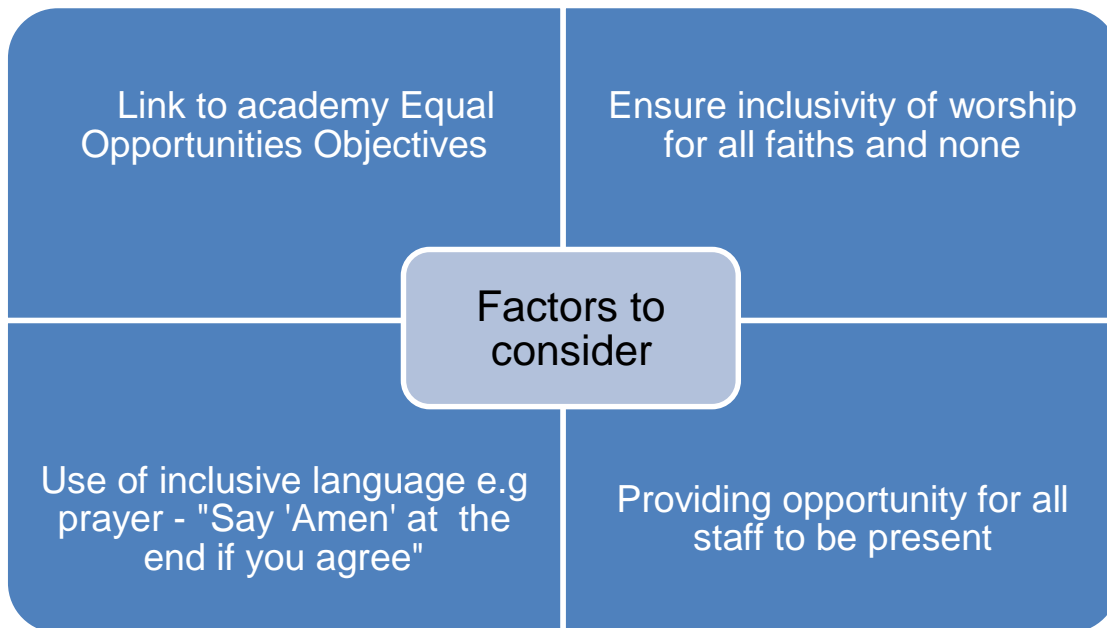 Link to academy Equal
Opportunities Objectives
Ensure inclusivity of worship
for all faiths and none
Factors to
consider
Use of inclusive language e.g
prayer - "Say 'Amen' at the
end if you agree"
Providing opportunity for all
staff to be present